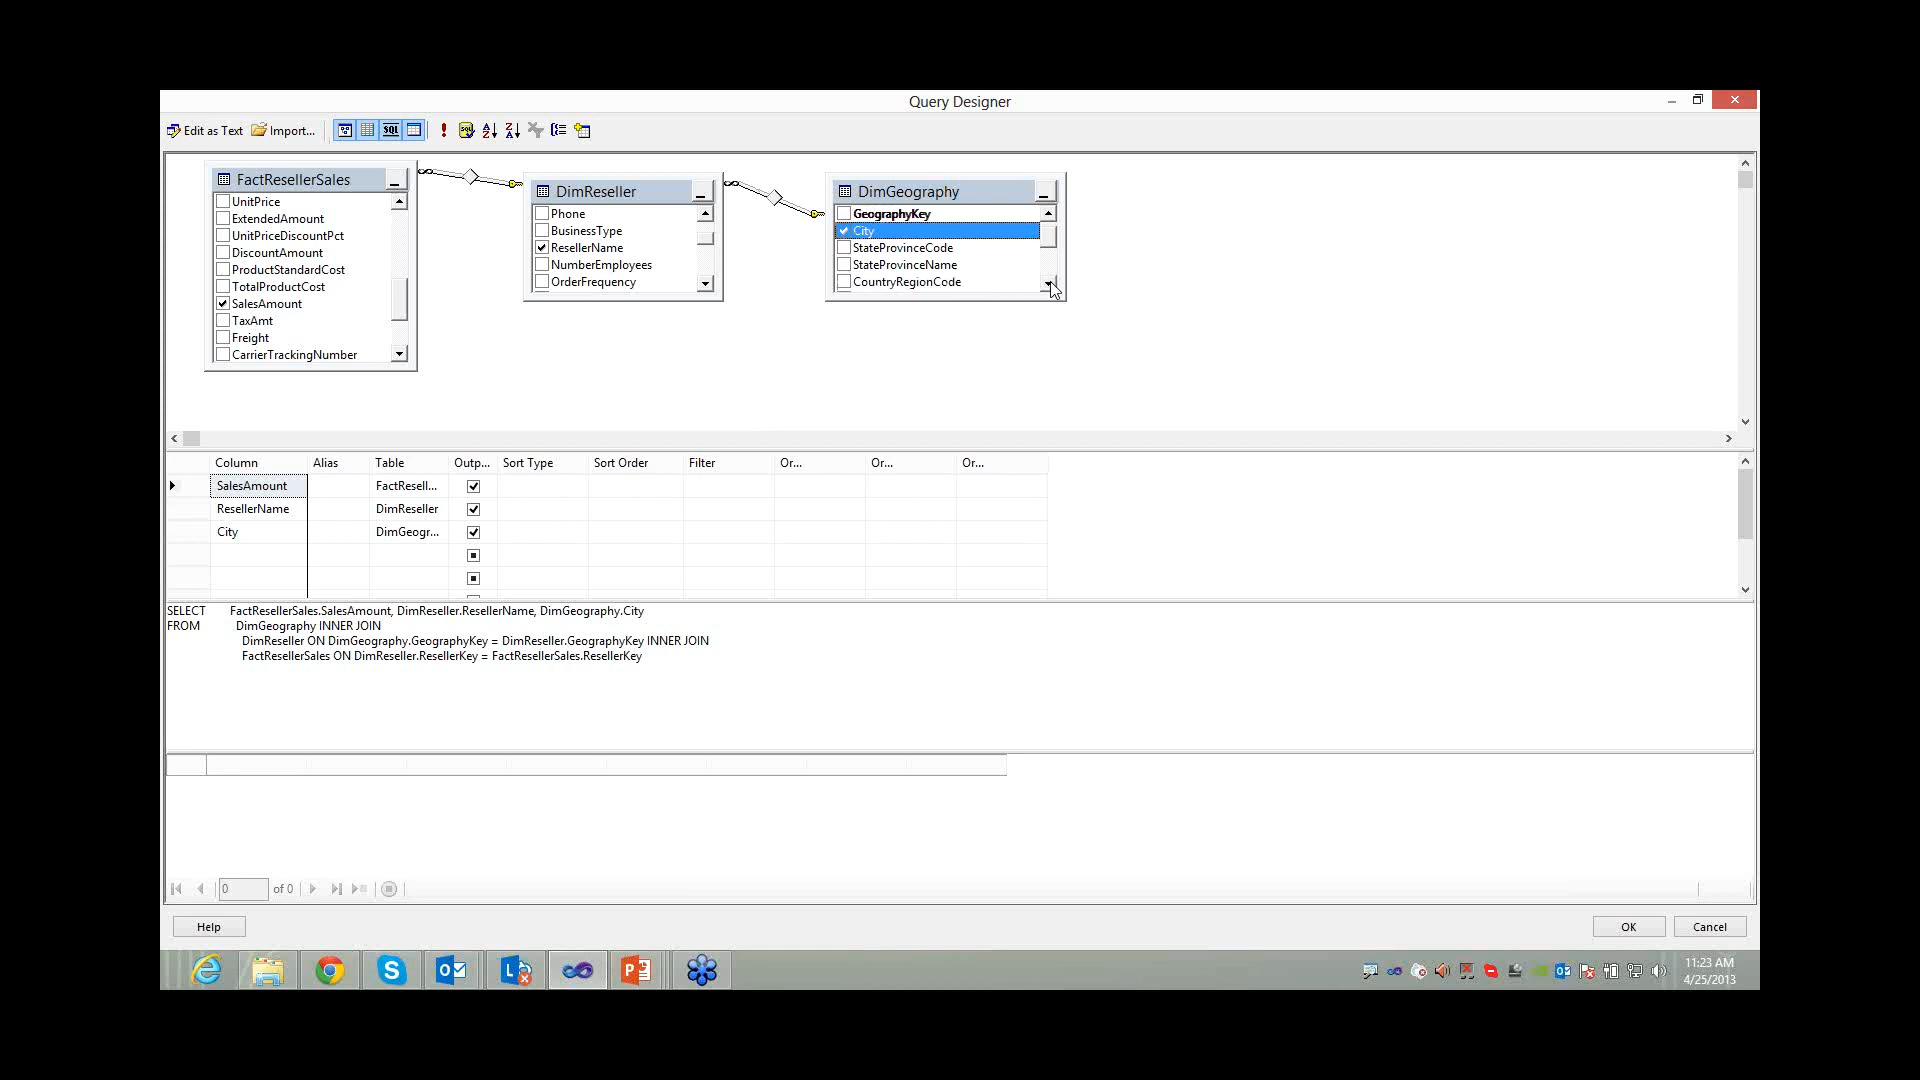 Query Designer
Edit as Text Import... SQL
FactResellerSales
UnitPrice
ExtendedAmount
UnitPriceDiscountPct
DiscountAmount
ProductStandardCost
TotalProductCost
SalesAmount
TaxAmt
Freight
CarrierTrackingNumber
DimReseller
Phone
BusinessType
ResellerName
NumberEmployees
OrderFrequency
DimGeography
GeographyKey
City
StateProvinceCode
StateProvinceName
CountryRegionCode
Column Alias Table Outp... Sort Type Sort Order Filter Or... Or... Or...
SalesAmount FactResell...
ResellerName DimReseller
City DimGeogr...
SELECT FactResellerSales.SalesAmount, DimReseller.ResellerName, DimGeography.City
FROM DimGeography INNER JOIN
DimReseller ON DimGeography.GeographyKey = DimReseller.GeographyKey INNER JOIN
FactResellerSales ON DimReseller.ResellerKey = FactResellerSales.ResellerKey
0 of 0
Help OK Cancel
11:23 AM
4/25/2013